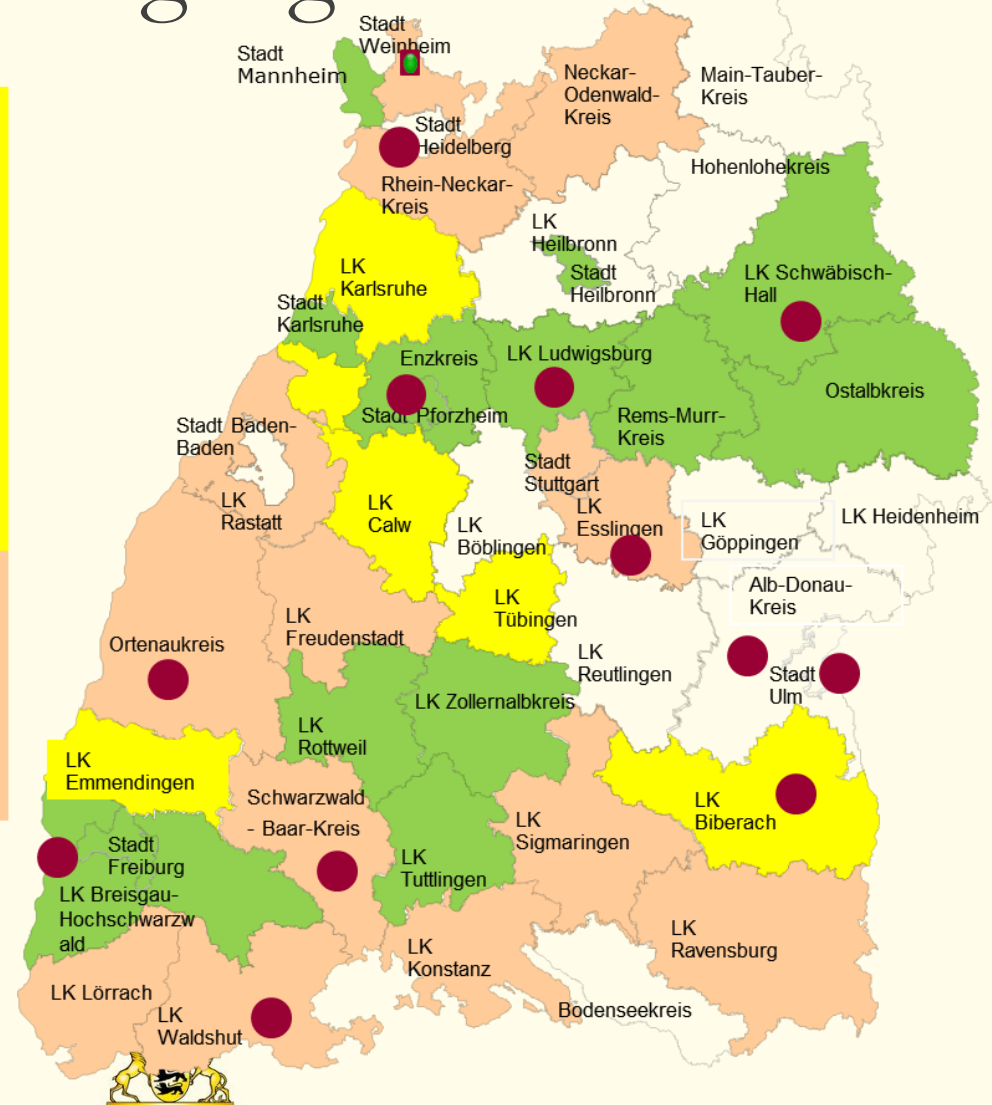 Stadt
Weinheim
Stadt
Mannheim
Neckar-
Odenwald-
Kreis
Main-Tauber-
Kreis
Stadt
Heidelberg
Hohenlohekreis
Rhein-Neckar-
Kreis
LK
Heilbronn
Stadt
Heilbronn
LK
Karlsruhe
LK Schwäbisch-
Hall
Stadt
Karlsruhe
Enzkreis
LK Ludwigsburg
Ostalbkreis
Stadt Pforzheim
Rems-Murr-
Kreis
Stadt Baden-
Baden
Stadt
Stuttgart
LK
Rastatt
LK
Calw
LK
Esslingen
LK
Böblingen
LK
Göppingen
LK Heidenheim
Alb-Donau-
Kreis
LK
Tübingen
LK
Freudenstadt
Ortenaukreis
LK
Reutlingen
Stadt
Ulm
LK Zollernalbkreis
LK
Rottweil
LK
Emmendingen
Schwarzwald
- Baar-Kreis
LK
Biberach
LK
Sigmaringen
Stadt
Freiburg
LK
Tuttlingen
LK Breisgau-
Hochschwarzw
ald
LK
Ravensburg
LK
Konstanz
LK Lörrach
Bodenseekreis
LK
Waldshut